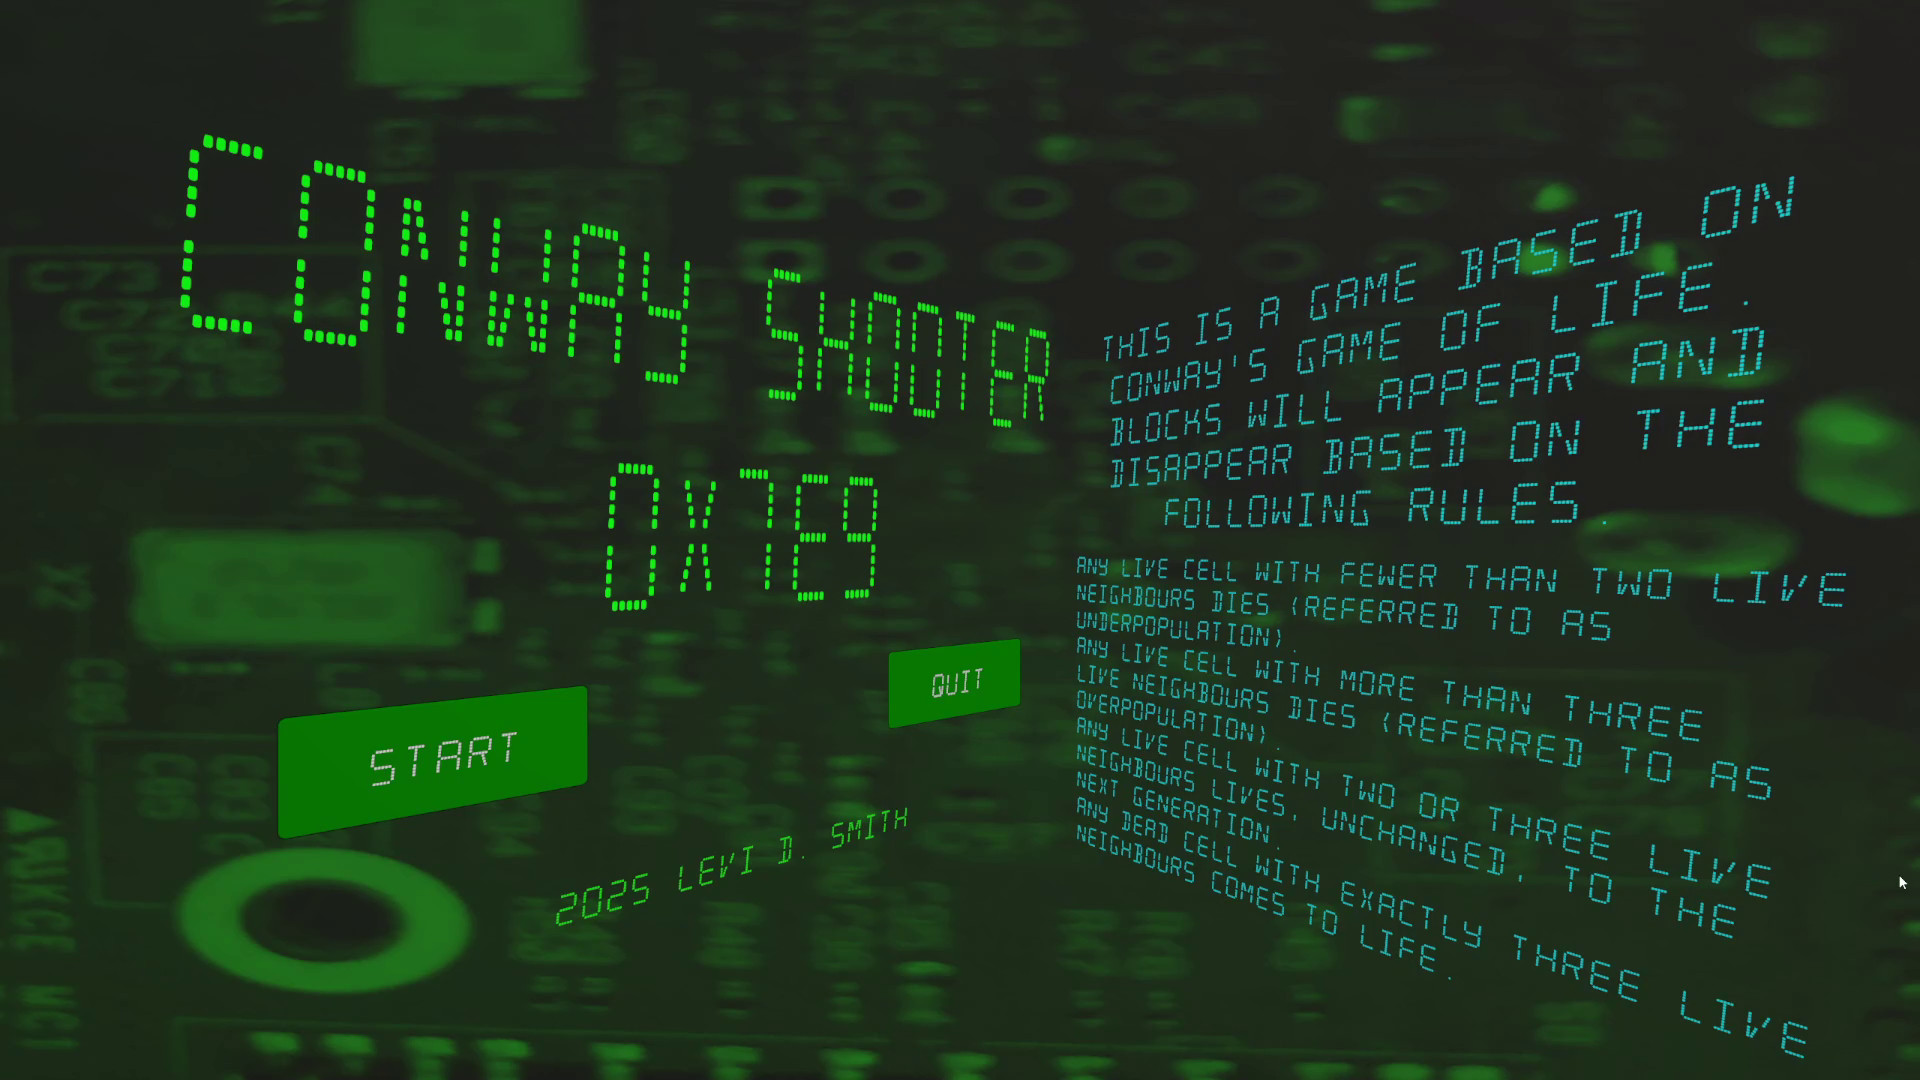 CONWAY SHOOTER
0X7E9
START
QUIT
2025 LEVI D. SMITH
THIS IS A GAME BASED ON
CONWAY'S GAME OF LIFE.
BLOCKS WILL APPEAR AND
DISAPPEAR BASED ON THE
FOLLOWING RULES.
ANY LIVE CELL WITH FEWER THAN TWO LIVE
NEIGHBOURS DIES (REFERRED TO AS
UNDERPOPULATION).
ANY LIVE CELL WITH MORE THAN THREE
LIVE NEIGHBOURS DIES (REFERRED TO AS
OVERPOPULATION).
ANY LIVE CELL WITH TWO OR THREE LIVE
NEIGHBOURS LIVES, UNCHANGED, TO THE
NEXT GENERATION.
ANY DEAD CELL WITH EXACTLY THREE LIVE
NEIGHBOURS COMES TO LIFE.
C73